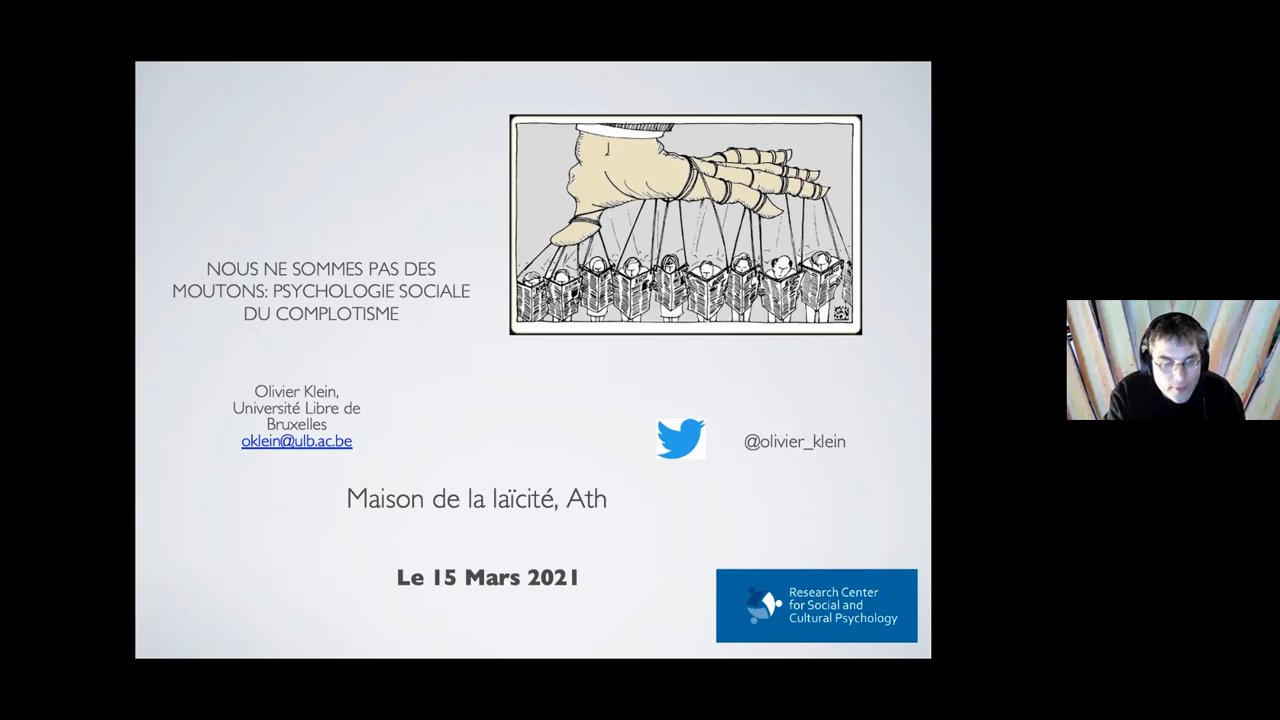 NOUS NE SOMMES PAS DES
MOUTONS: PSYCHOLOGIE SOCIALE
DU COMPLOTISME
Olivier Klein,
Université Libre de
Bruxelles
oklein@ulb.ac.be
@olivier_klein
Maison de la laïcité, Ath
Le 15 Mars 2021
Research Center
for Social and
Cultural Psychology